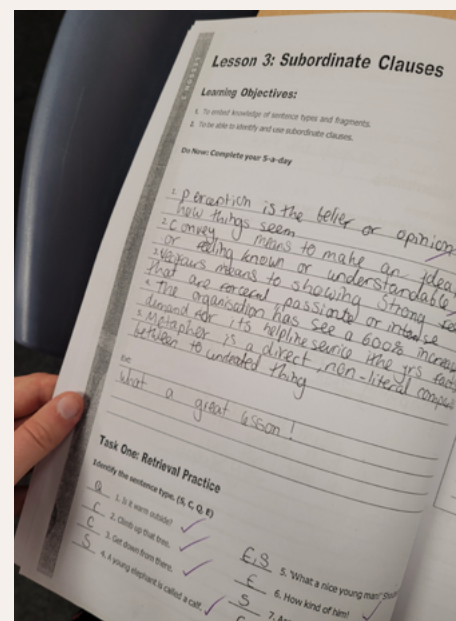 LESSON 3
Lesson 3: Subordinate Clauses
Learning Objectives:
1. To embed knowledge of sentence types and fragments.
2. To be able to identify and use subordinate clauses.
Do Now: Complete your 5-a-day
1. Perception is the belief or opinion
how things seem
2. Convey means to make an idea,
or feeling known or understandable
3. means to showing strong
that are forceful, passionate or intense
4. The organisation has see a 600% increase
demand for its helpline service
5. Metapher is a direct, non-literal
between to unrelated thing
What a great lesson!
Task One: Retrieval Practice
Identify the sentence type. (S, C, Q, E)
Q 1. Is it warm outside?
C 2. Climb up that tree.
C 3. Get down from there.
S 4. A young elephant is called a calf.
E,S 5. "What a nice young man!"
E 6. How kind of him!
S 7.